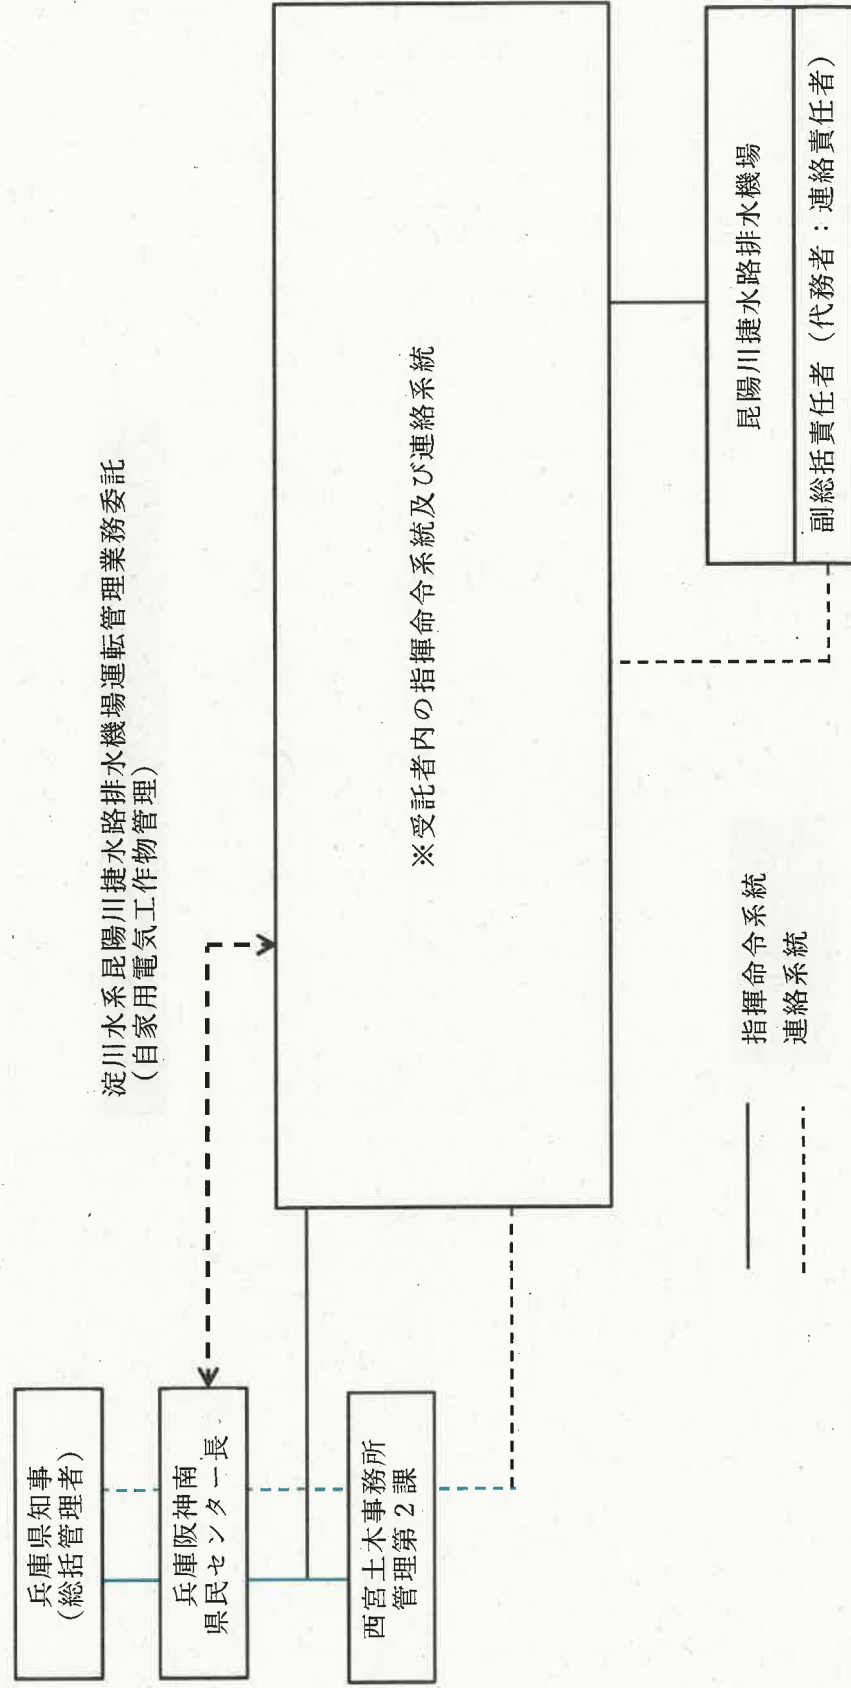 淀川水系昆陽川捷水路排水機場運転管理業務委託
（自家用電気工作物管理）
兵庫県知事
（総括管理者）
兵庫阪神南
県民センター長
西宮土木事務所
管理第２課
※受託者内の指揮命令系統及び連絡系統
昆陽川捷水路排水機場
副総括責任者（代務者：連絡責任者）
指揮命令系統
連絡系統